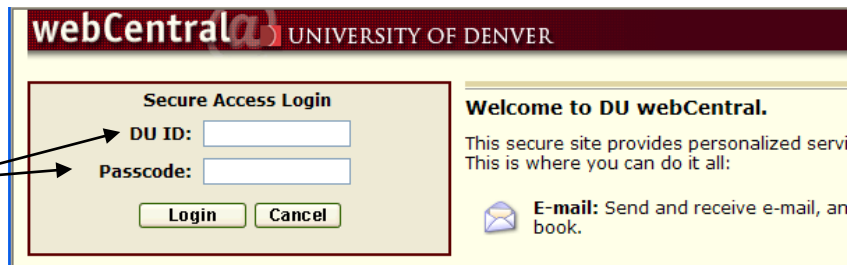 webCentral@ UNIVERSITY OF DENVER
Secure Access Login
DU ID:
Passcode:
Login Cancel
Welcome to DU webCentral.
This secure site provides personalized servi
This is where you can do it all:
E-mail: Send and receive e-mail, an
book.